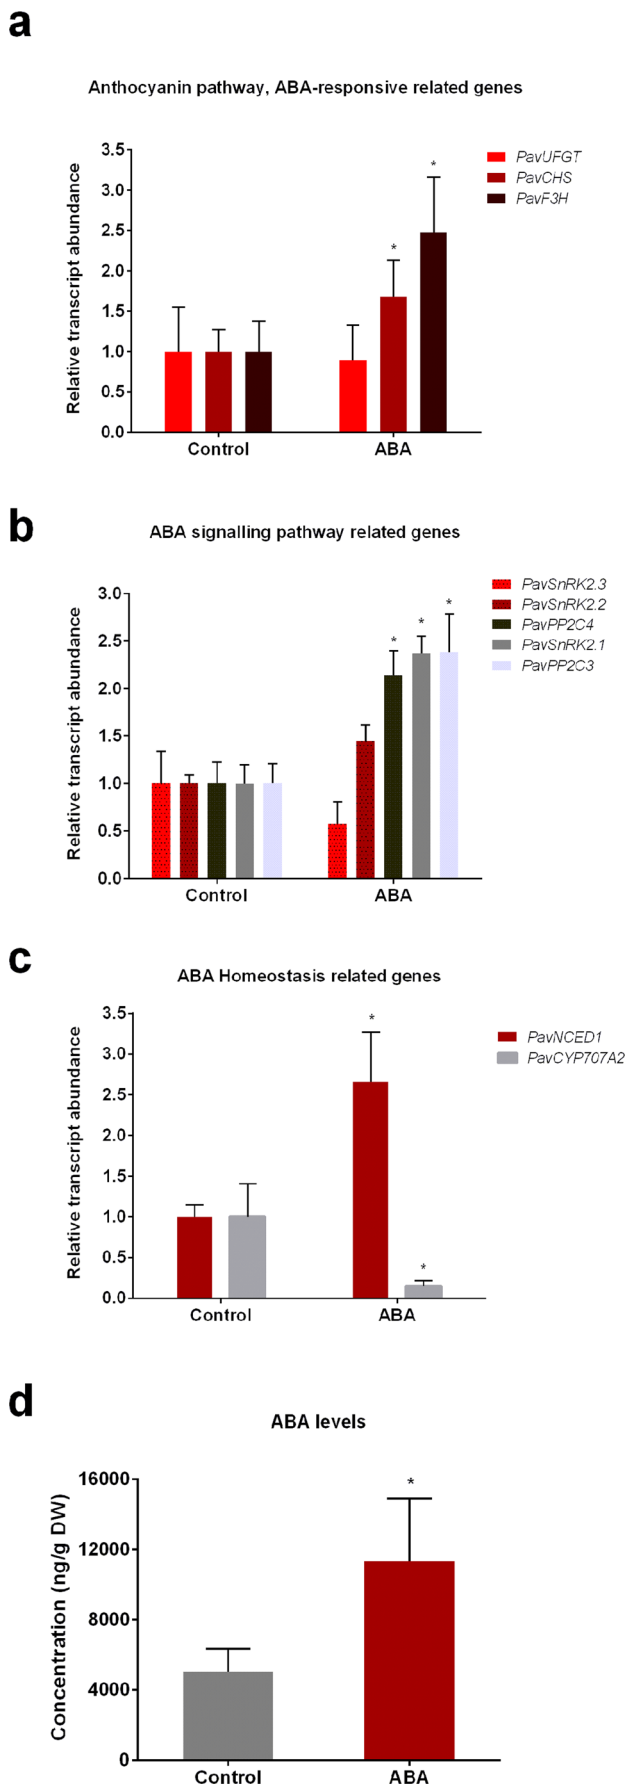 a
Anthocyanin pathway, ABA-responsive related genes
Relative transcript abundance
3.5
3.0
2.5
2.0
1.5
1.0
0.5
0.0
*
*
Control
ABA
PavUFGT
PavCHS
PavF3H
b
ABA signalling pathway related genes
Relative transcript abundance
3.0
2.5
2.0
1.5
1.0
0.5
0.0
* * *
Control
ABA
PavSnRK2.3
PavSnRK2.2
PavPP2C4
PavSnRK2.1
PavPP2C3
c
ABA Homeostasis related genes
Relative transcript abundance
3.5
3.0
2.5
2.0
1.5
1.0
0.5
0.0
*
*
Control
ABA
PavNCED1
PavCYP707A2
d
ABA levels
Concentration (ng/g DW)
16000
12000
8000
4000
0
*
Control
ABA